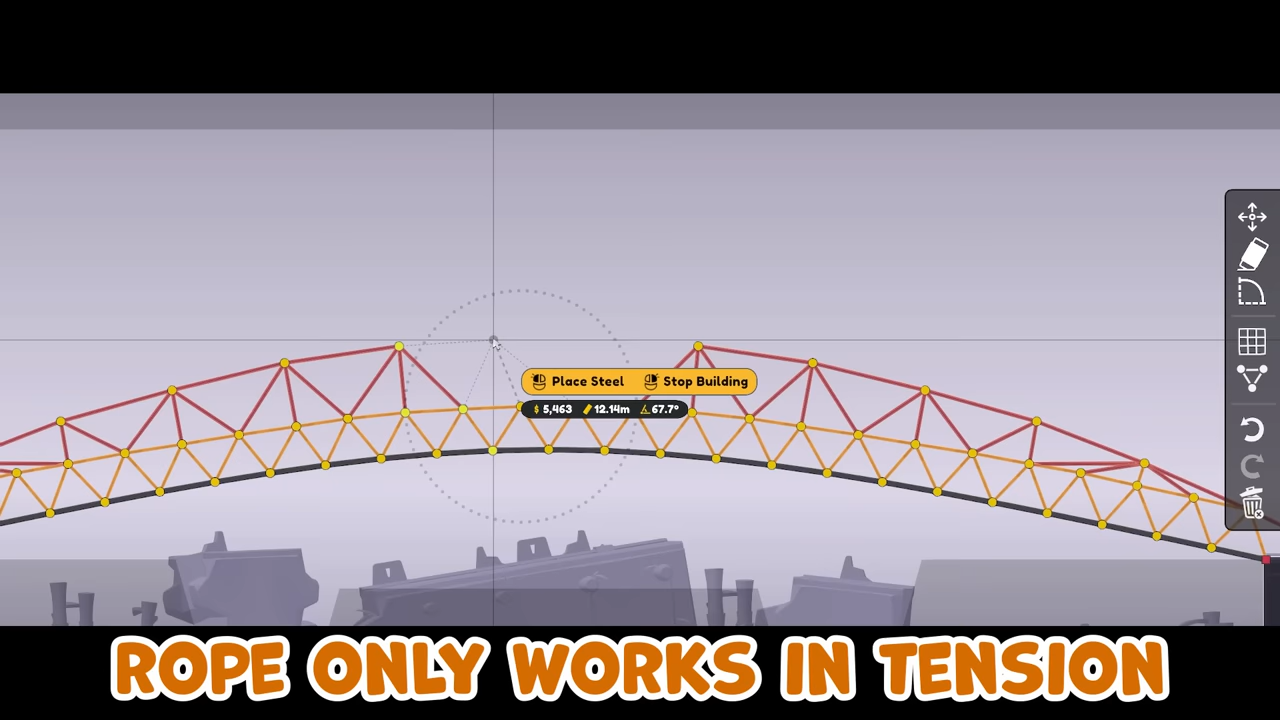 Place Steel Stop Building
$ 5,463 12.14m 67.7°
ROPE ONLY WORKS IN TENSION